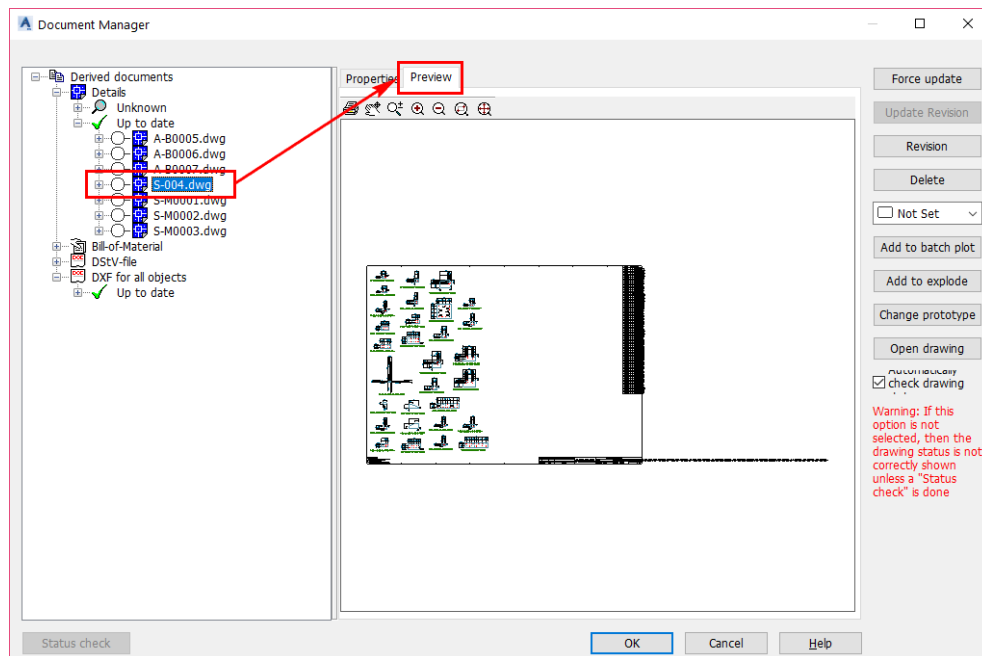 Document Manager
Derived documents
Details
Unknown
Up to date
A-B0005.dwg
A-B0006.dwg
A-B0007.dwg
S-004.dwg
S-M0001.dwg
S-M0002.dwg
S-M0003.dwg
Bill-of-Material
DStV-file
DXF for all objects
Up to date
Properties
Preview
Force update
Update Revision
Revision
Delete
Not Set
Add to batch plot
Add to explode
Change prototype
Open drawing
Automatically
check drawing
Warning: If this
option is not
selected, then the
drawing status is not
correctly shown
unless a "Status
check" is done
Status check
OK
Cancel
Help